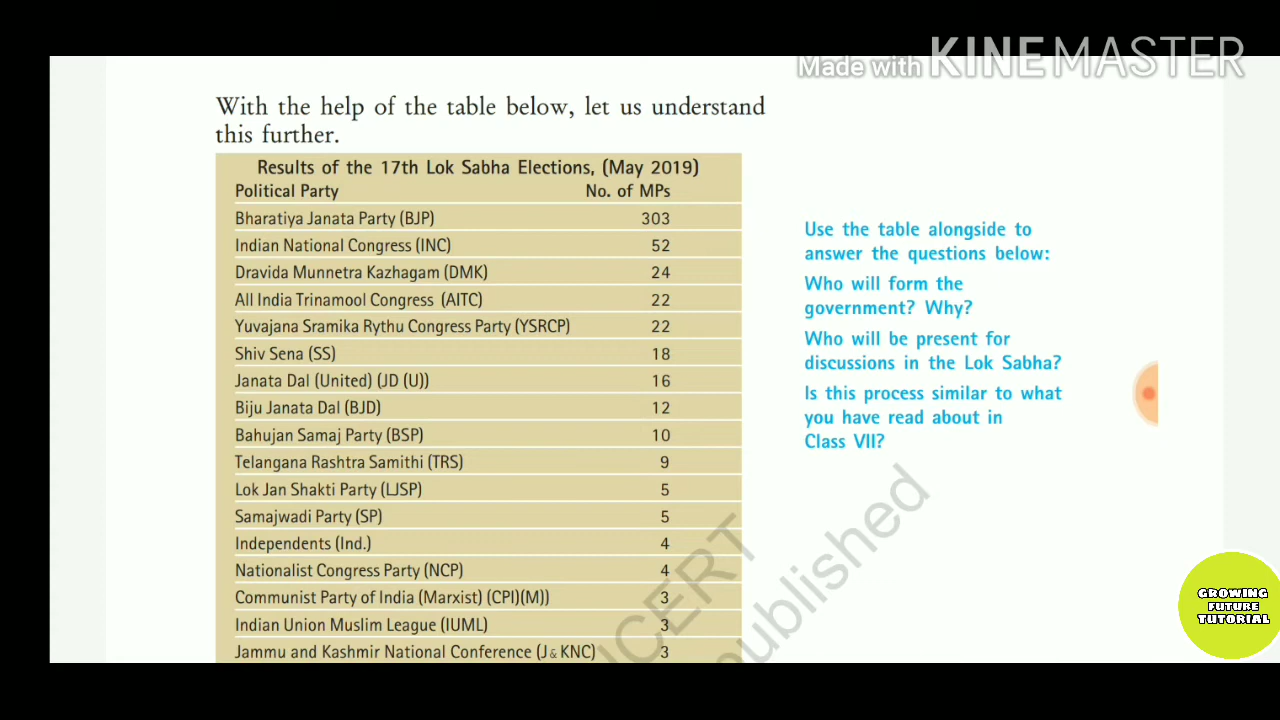 Made with KINEMASTER
With the help of the table below, let us understand
this further.
Results of the 17th Lok Sabha Elections, (May 2019)
Political Party No. of MPs
Bharatiya Janata Party (BJP) 303
Indian National Congress (INC) 52
Dravida Munnetra Kazhagam (DMK) 24
All India Trinamool Congress (AITC) 22
Yuvajana Sramika Rythu Congress Party (YSRCP) 22
Shiv Sena (SS) 18
Janata Dal (United) (JD (U)) 16
Biju Janata Dal (BJD) 12
Bahujan Samaj Party (BSP) 10
Telangana Rashtra Samithi (TRS) 9
Lok Jan Shakti Party (LJSP) 5
Samajwadi Party (SP) 5
Independents (Ind.) 4
Nationalist Congress Party (NCP) 4
Communist Party of India (Marxist) (CPI)(M)) 3
Indian Union Muslim League (IUML) 3
Jammu and Kashmir National Conference (J&KNC) 3
Use the table alongside to
answer the questions below:
Who will form the
government? Why?
Who will be present for
discussions in the Lok Sabha?
Is this process similar to what
you have read about in
Class VII?
NCERT
published
GROWING
FUTURE
TUTORIAL